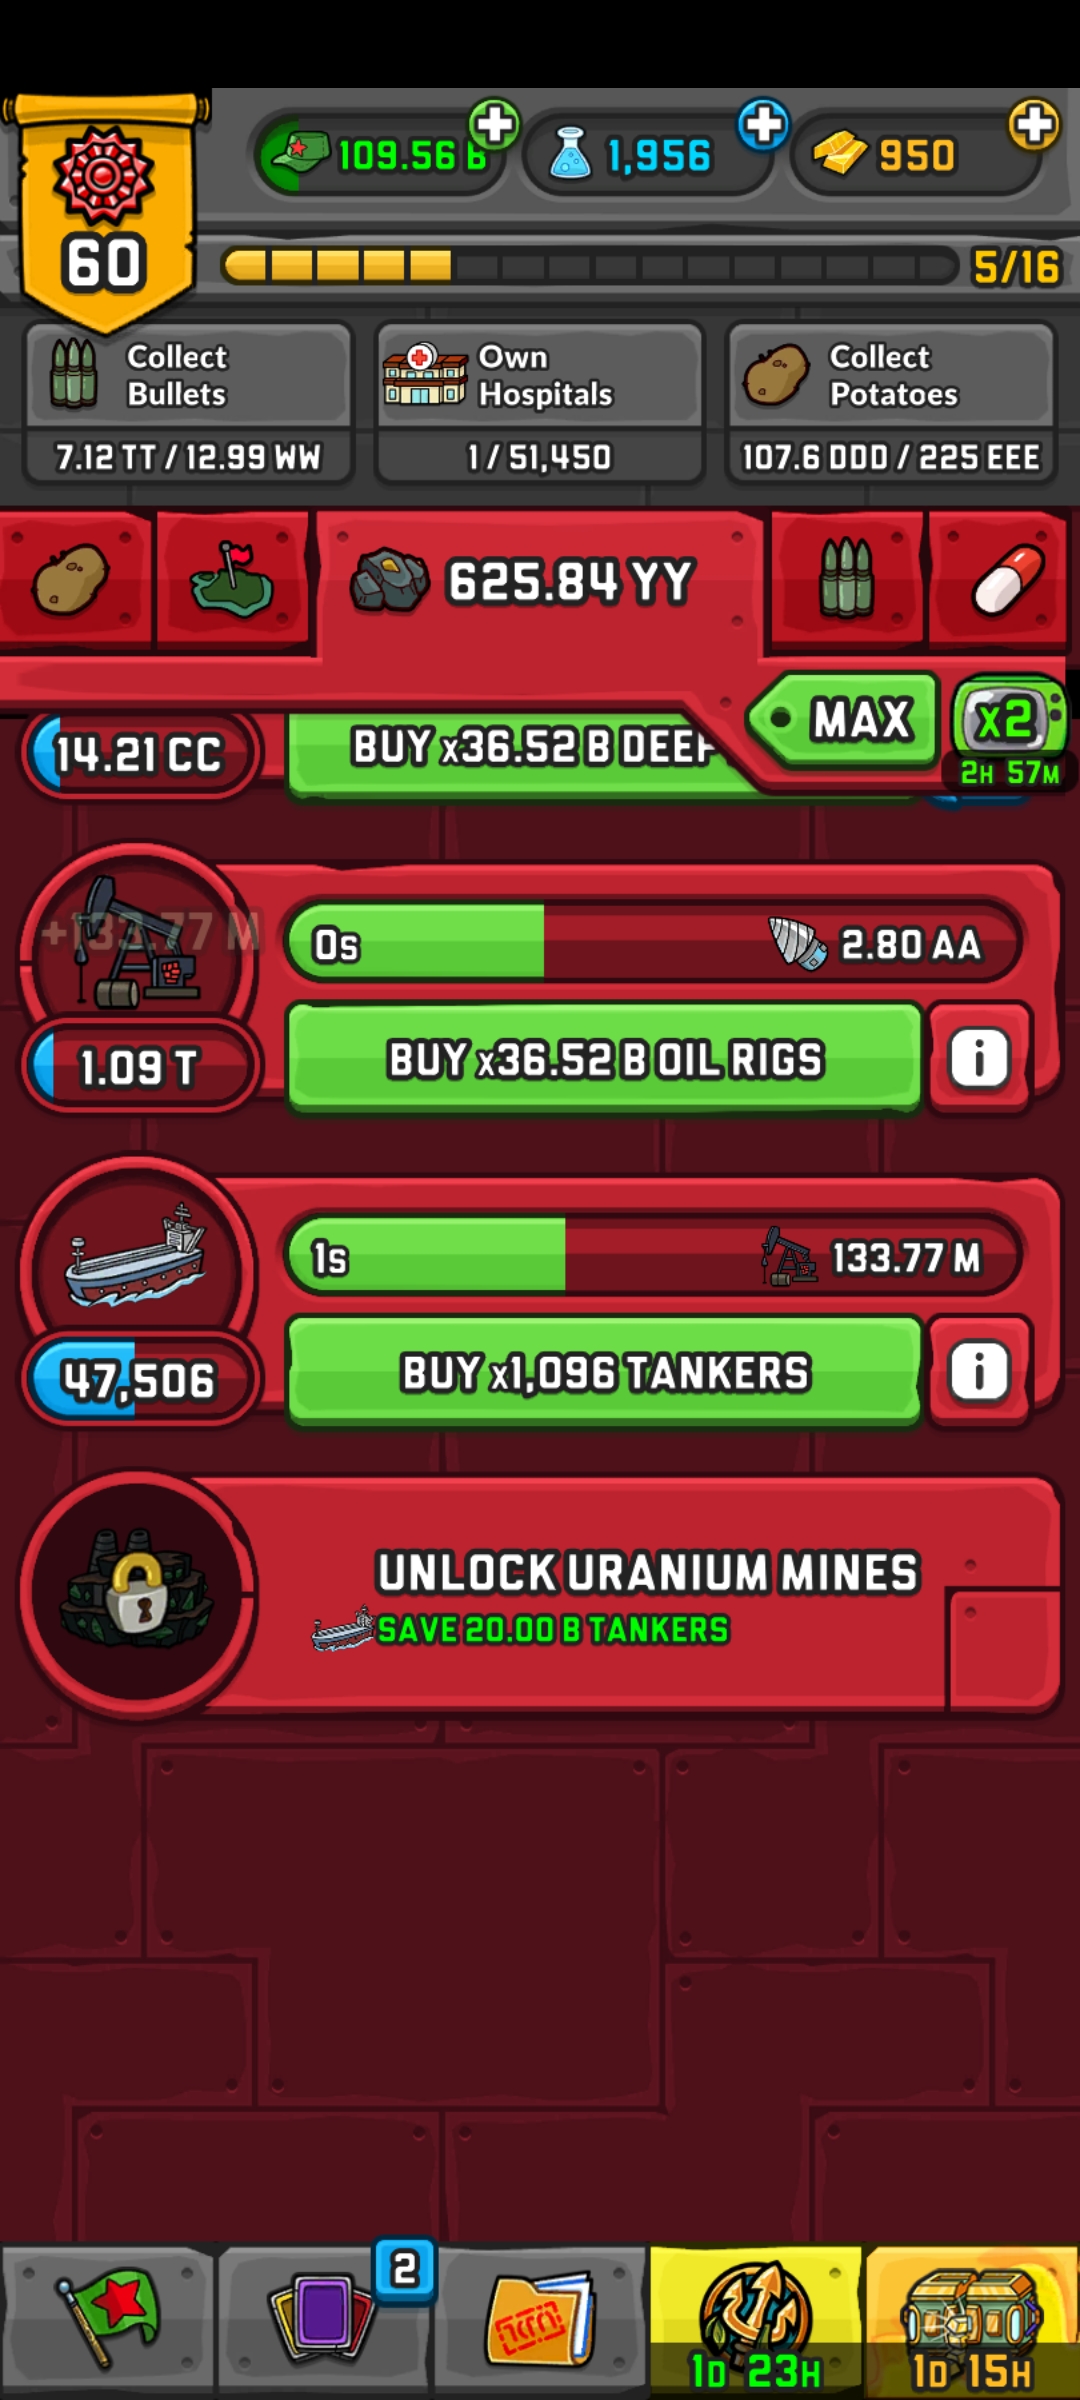 60
109.56 B
1,956
950
5/16
Collect
Bullets
7.12 TT / 12.99 WW
Own
Hospitals
1 / 51,450
Collect
Potatoes
107.6 DDD / 225 EEE
625.84 YY
MAX
x2
2H 57M
14.21 CC
BUY x36.52 B DEEP
+133.77 M
0s
2.80 AA
1.09 T
BUY x36.52 B OIL RIGS
i
1s
133.77 M
47,506
BUY x1,096 TANKERS
i
UNLOCK URANIUM MINES
SAVE 20.00 B TANKERS
2
1D 23H
1D 15H